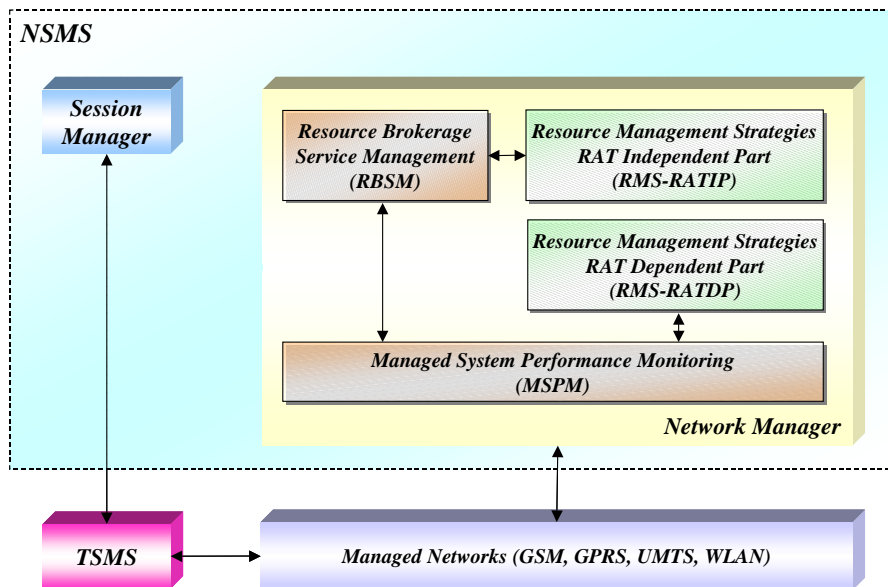 NSMS
Session
Manager
Resource Brokerage
Service Management
(RBSM)
Resource Management Strategies
RAT Independent Part
(RMS-RATIP)
Resource Management Strategies
RAT Dependent Part
(RMS-RATDP)
Managed System Performance Monitoring
(MSPM)
Network Manager
TSMS
Managed Networks (GSM, GPRS, UMTS, WLAN)